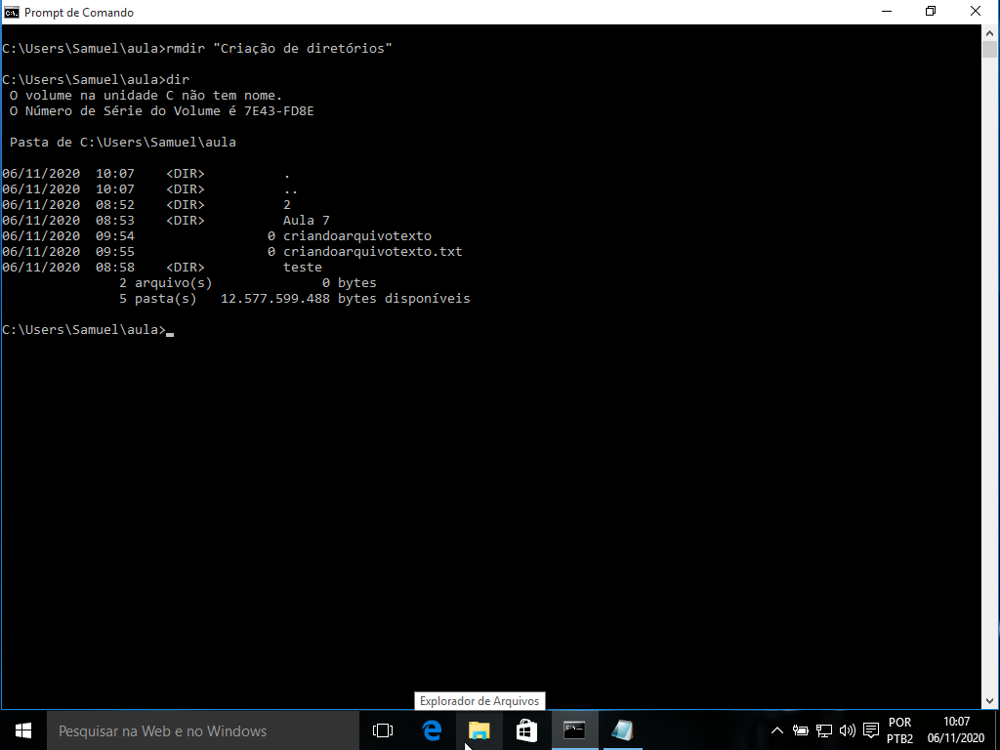 Prompt de Comando
C:\Users\Samuel\aula>rmdir "Criação de diretórios"
C:\Users\Samuel\aula>dir
O volume na unidade C não tem nome.
O Número de Série do Volume é 7E43-FD8E
Pasta de C:\Users\Samuel\aula
06/11/2020  10:07    <DIR>          .
06/11/2020  10:07    <DIR>          ..
06/11/2020  08:52    <DIR>          2
06/11/2020  08:53    <DIR>          Aula 7
06/11/2020  09:54                 0 criandoarquivotexto
06/11/2020  09:55                 0 criandoarquivotexto.txt
06/11/2020  08:58    <DIR>          teste
2 arquivo(s)              0 bytes
5 pasta(s)   12.577.599.488 bytes disponíveis
C:\Users\Samuel\aula>
Explorador de Arquivos
Pesquisar na Web e no Windows
POR
PTB2
10:07
06/11/2020